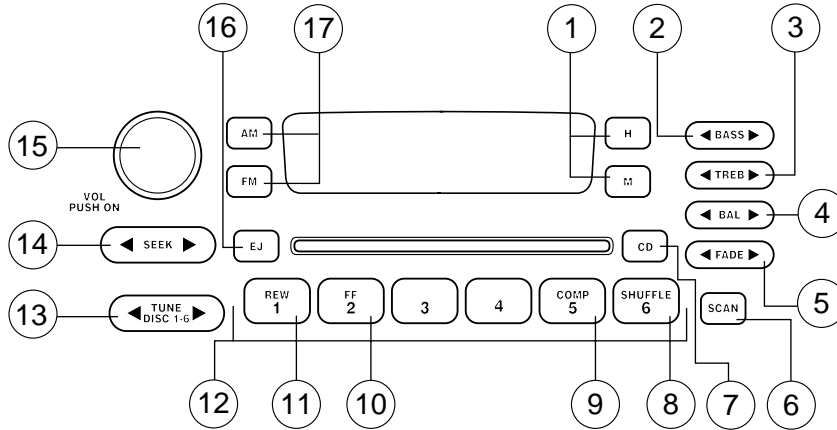 16
17
1
2
3
AM
H
BASS
15
FM
M
TREB
VOL
PUSH ON
BAL
4
14
SEEK
EJ
CD
FADE
5
13
TUNE
DISC 1-6
REW
1
FF
2
3
4
COMP
5
SHUFFLE
6
SCAN
12
11
10
9
8
7
6